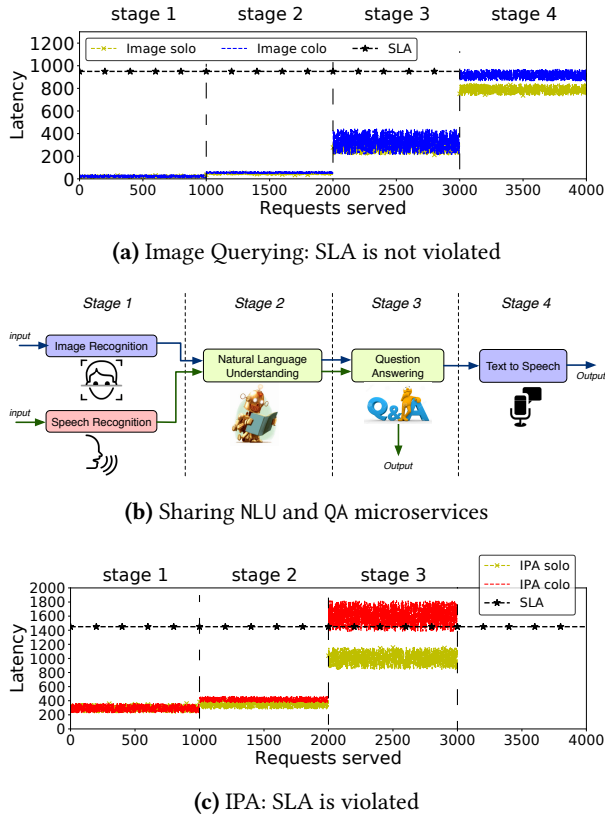 stage 1 stage 2 stage 3 stage 4
Image solo Image colo SLA
1200
1000
800
600
400
200
0
Latency
500 1000 1500 2000 2500 3000 3500 4000
Requests served
(a) Image Querying: SLA is not violated
Stage 1 Stage 2 Stage 3 Stage 4
input
Image Recognition
Natural Language
Understanding
Question
Answering
Text to Speech
Output
input
Speech Recognition
Q&A
Output
(b) Sharing NLU and QA microservices
IPA solo
IPA colo
SLA
stage 1 stage 2 stage 3
2000
1800
1600
1400
1200
1000
800
600
400
200
0
Latency
0 500 1000 1500 2000 2500 3000 3500 4000
Requests served
(c) IPA: SLA is violated